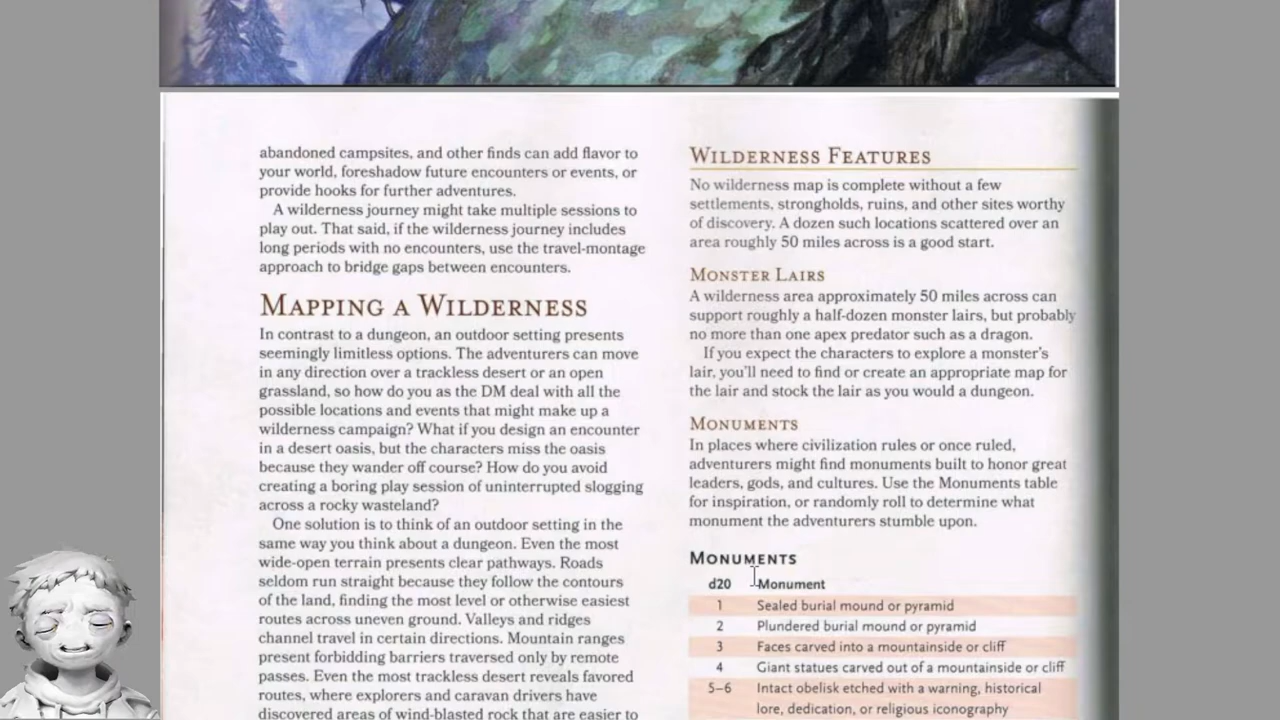 abandoned campsites, and other finds can add flavor to
your world, foreshadow future encounters or events, or
provide hooks for further adventures.
A wilderness journey might take multiple sessions to
play out. That said, if the wilderness journey includes
long periods with no encounters, use the travel-montage
approach to bridge gaps between encounters.
Mapping a Wilderness
In contrast to a dungeon, an outdoor setting presents
seemingly limitless options. The adventurers can move
in any direction over a trackless desert or an open
grassland, so how do you as the DM deal with all the
possible locations and events that might make up a
wilderness campaign? What if you design an encounter
in a desert oasis, but the characters miss the oasis
because they wander off course? How do you avoid
creating a boring play session of uninterrupted slogging
across a rocky wasteland?
One solution is to think of an outdoor setting in the
same way you think about a dungeon. Even the most
wide-open terrain presents clear pathways. Roads
seldom run straight because they follow the contours
of the land, finding the most level or otherwise easiest
routes across uneven ground. Valleys and ridges
channel travel in certain directions. Mountain ranges
present forbidding barriers traversed only by remote
passes. Even the most trackless desert reveals favored
routes, where explorers and caravan drivers have
discovered areas of wind-blasted rock that are easier to
Wilderness Features
No wilderness map is complete without a few
settlements, strongholds, ruins, and other sites worthy
of discovery. A dozen such locations scattered over an
area roughly 50 miles across is a good start.
Monster Lairs
A wilderness area approximately 50 miles across can
support roughly a half-dozen monster lairs, but probably
no more than one apex predator such as a dragon.
If you expect the characters to explore a monster's
lair, you'll need to find or create an appropriate map for
the lair and stock the lair as you would a dungeon.
Monuments
In places where civilization rules or once ruled,
adventurers might find monuments built to honor great
leaders, gods, and cultures. Use the Monuments table
for inspiration, or randomly roll to determine what
monument the adventurers stumble upon.
Monuments
d20 Monument
1 Sealed burial mound or pyramid
2 Plundered burial mound or pyramid
3 Faces carved into a mountainside or cliff
4 Giant statues carved out of a mountainside or cliff
5–6 Intact obelisk etched with a warning, historical
lore, dedication, or religious iconography